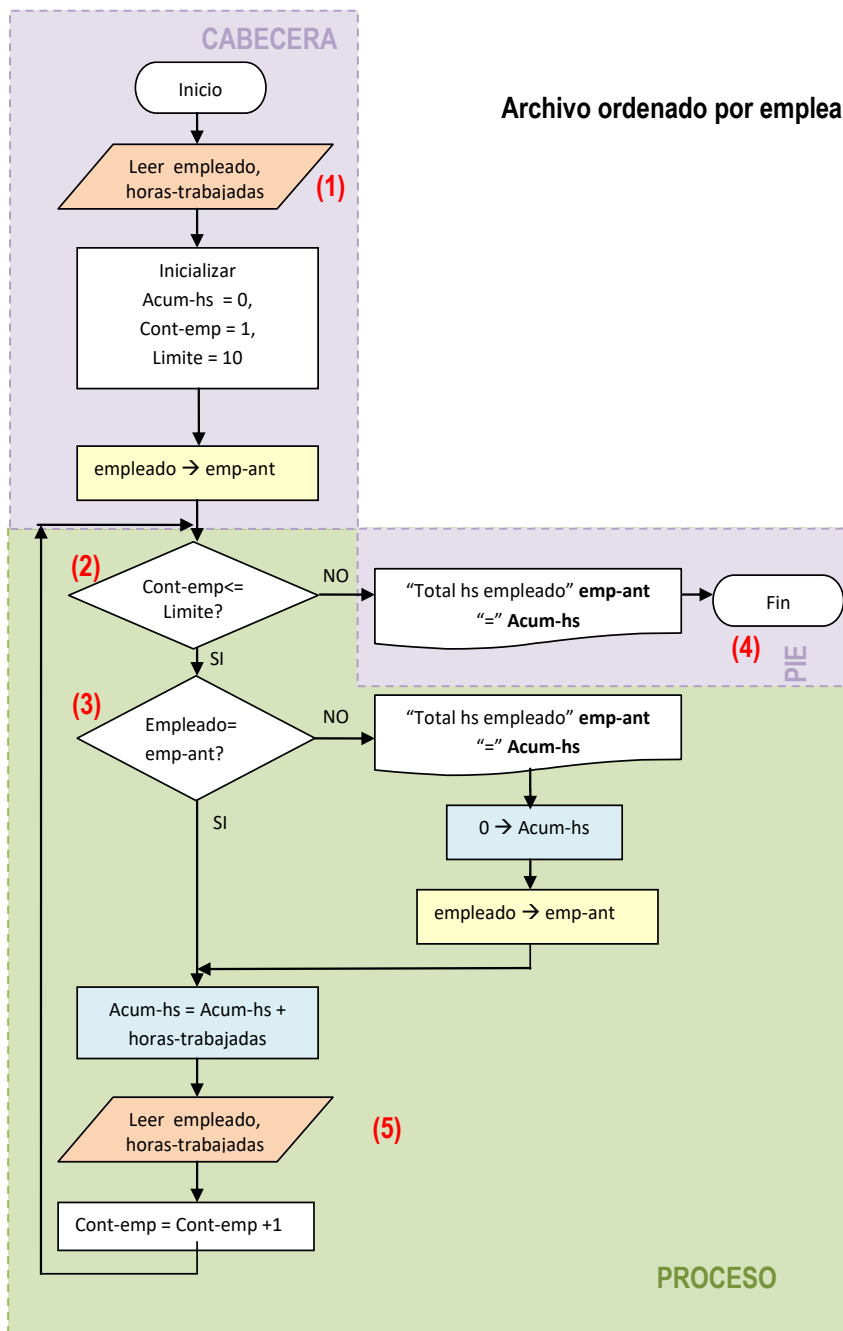 CABECERA
Inicio
Archivo ordenado por emplea
Leer empleado,
horas-trabajadas
(1)
Inicializar
Acum-hs = 0,
Cont-emp = 1,
Limite = 10
empleado → emp-ant
(2)
Cont-emp<=
Limite?
NO
SI
“Total hs empleado” emp-ant
“=” Acum-hs
Fin
(4)
PIE
(3)
Empleado=
emp-ant?
NO
SI
“Total hs empleado” emp-ant
“=” Acum-hs
0 → Acum-hs
empleado → emp-ant
Acum-hs = Acum-hs +
horas-trabajadas
Leer empleado,
horas-trabajadas
(5)
Cont-emp = Cont-emp +1
PROCESO